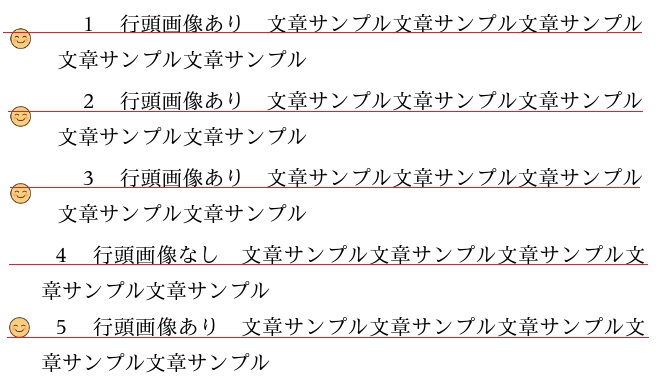 1　行頭画像あり　文章サンプル文章サンプル文章サンプル
文章サンプル文章サンプル
2　行頭画像あり　文章サンプル文章サンプル文章サンプル
文章サンプル文章サンプル
3　行頭画像あり　文章サンプル文章サンプル文章サンプル
文章サンプル文章サンプル
4　行頭画像なし　文章サンプル文章サンプル文章サンプル文
章サンプル文章サンプル
5　行頭画像あり　文章サンプル文章サンプル文章サンプル文
章サンプル文章サンプル